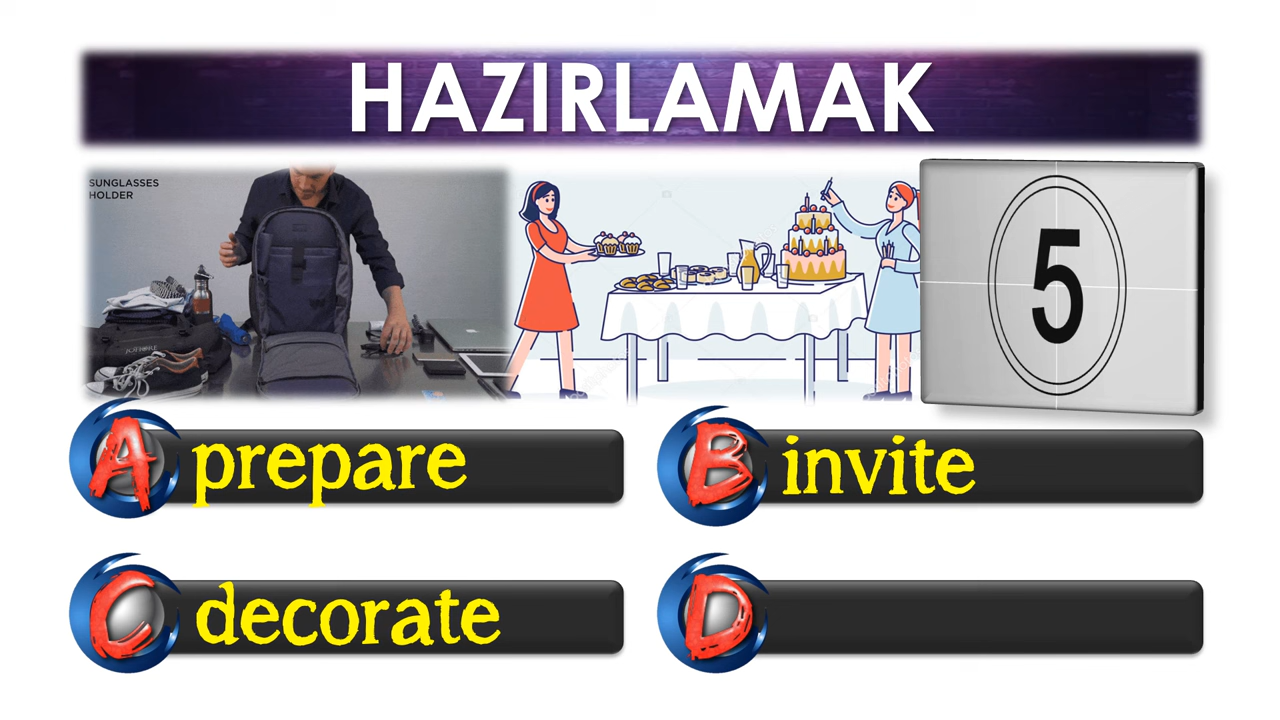 HAZIRLAMAK
SUNGLASSES
HOLDER
5
A prepare
B invite
C decorate
D